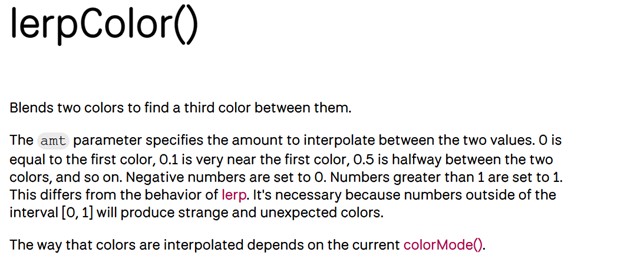 lerpColor()
Blends two colors to find a third color between them.
The amt parameter specifies the amount to interpolate between the two values. 0 is
equal to the first color, 0.1 is very near the first color, 0.5 is halfway between the two
colors, and so on. Negative numbers are set to 0. Numbers greater than 1 are set to 1.
This differs from the behavior of lerp. It's necessary because numbers outside of the
interval [0, 1] will produce strange and unexpected colors.
The way that colors are interpolated depends on the current colorMode().